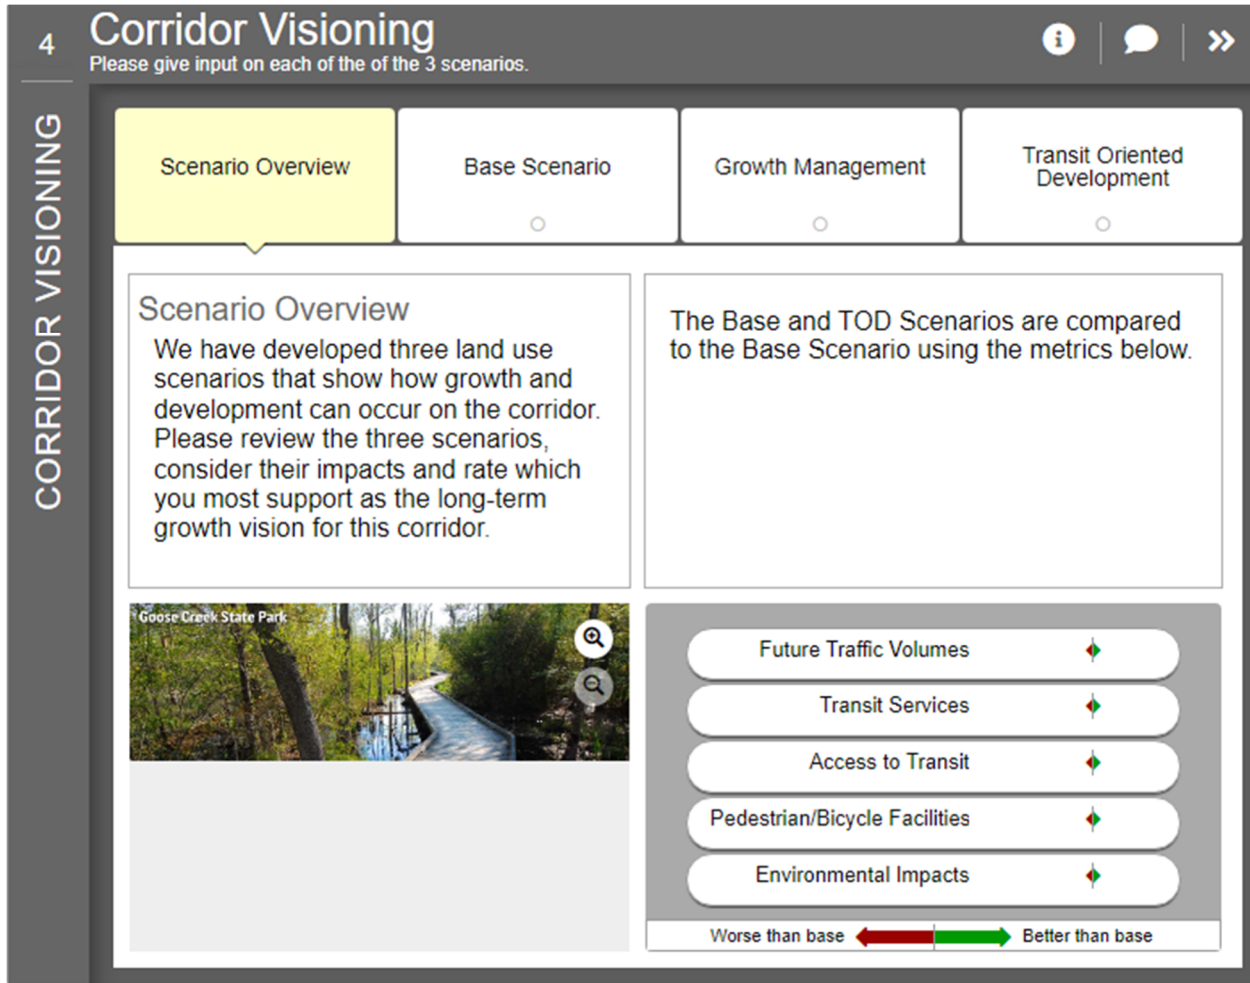 4
Corridor Visioning
Please give input on each of the of the 3 scenarios.
CORRIDOR VISIONING
Scenario Overview
Base Scenario
Growth Management
Transit Oriented
Development
Scenario Overview
We have developed three land use
scenarios that show how growth and
development can occur on the corridor.
Please review the three scenarios,
consider their impacts and rate which
you most support as the long-term
growth vision for this corridor.
The Base and TOD Scenarios are compared
to the Base Scenario using the metrics below.
Goose Creek State Park
Future Traffic Volumes
Transit Services
Access to Transit
Pedestrian/Bicycle Facilities
Environmental Impacts
Worse than base
Better than base